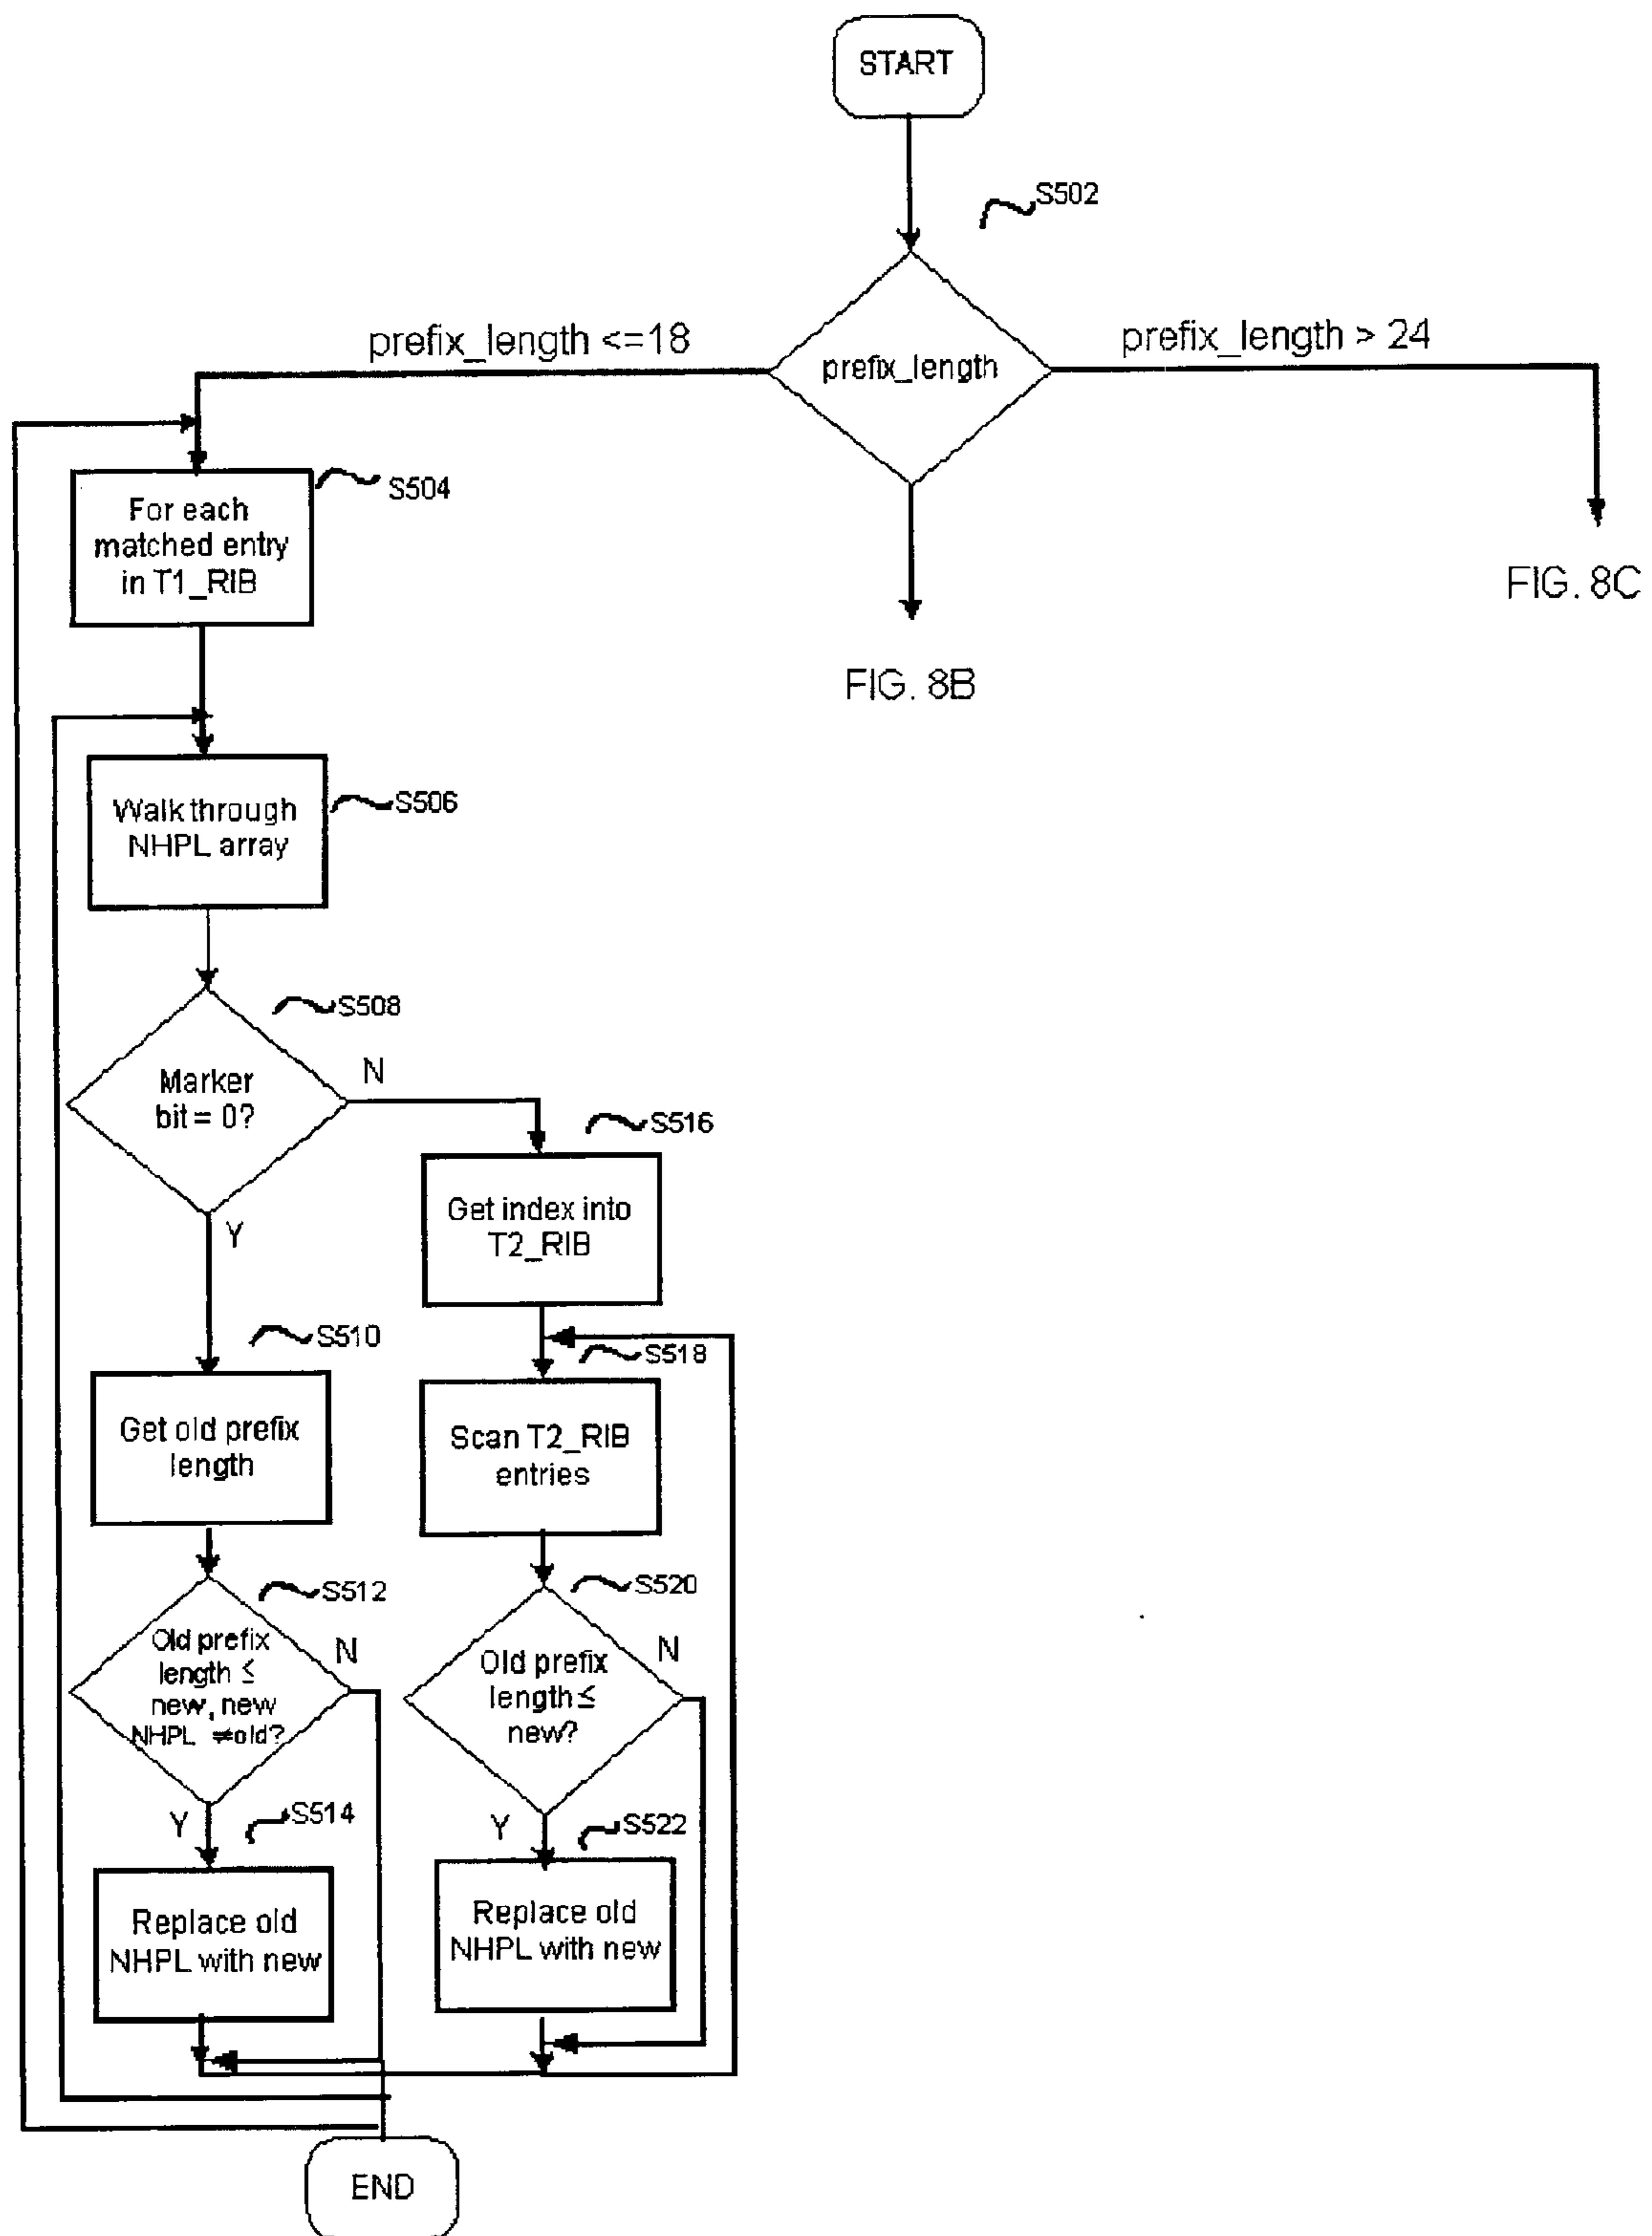 START
S502
prefix_length <=18
prefix_length
prefix_length > 24
S504
For each
matched entry
in T1_RIB
FIG. 8C
FIG. 8B
Walk through
NHPL array
S506
S508
Marker
bit = 0?
N
Y
S516
Get index into
T2_RIB
S510
S518
Get old prefix
length
Scan T2_RIB
entries
S512
S520
Old prefix
length ≤
new, new
NHPL ≠old?
N
Old prefix
length ≤
new?
N
Y
S514
Y
S522
Replace old
NHPL with new
Replace old
NHPL with new
END